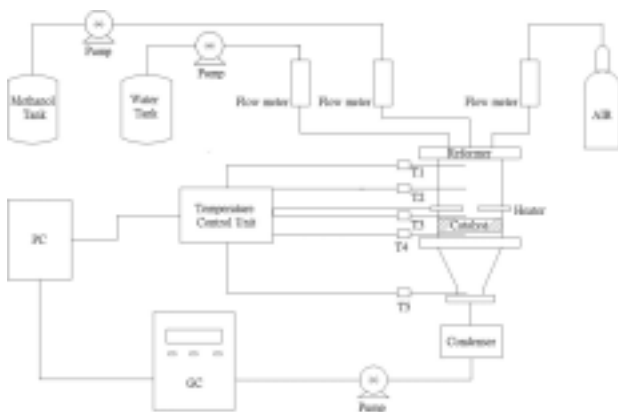 Pump
Pump
Methanol
Tank
Water
Tank
Flow meter
Flow meter
Flow meter
AIR
Reformer
T1
T2
Heater
Temperature
Control Unit
T3
Catalyst
PC
T4
T5
Condenser
GC
Pump